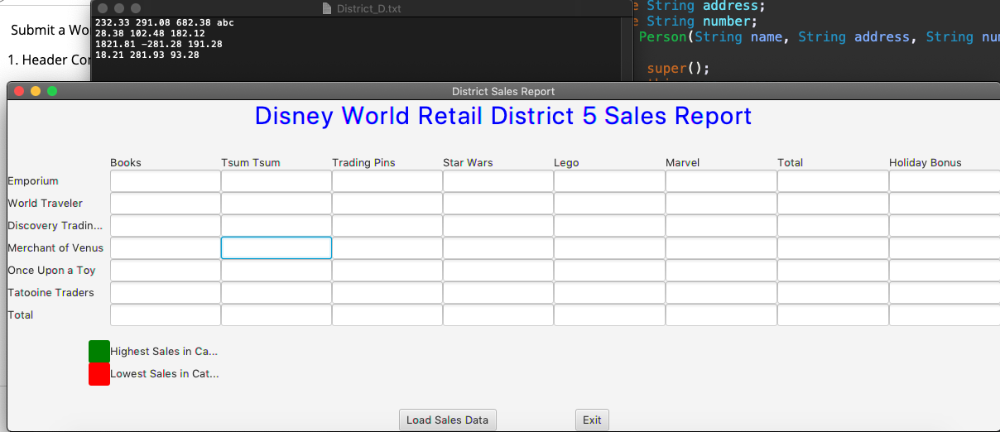 District_D.txt
232.33 291.08 682.38 abc
28.38 102.48 182.12
1821.81 -281.28 191.28
18.21 281.93 93.28
Submit a Wo
1. Header Con
String address;
String number;
Person(String name, String address, String nu
super();
District Sales Report
Disney World Retail District 5 Sales Report
Books Tsum Tsum Trading Pins Star Wars Lego Marvel Total Holiday Bonus
Emporium
World Traveler
Discovery Tradin...
Merchant of Venus
Once Upon a Toy
Tatooine Traders
Total
Highest Sales in Ca...
Lowest Sales in Cat...
Load Sales Data Exit